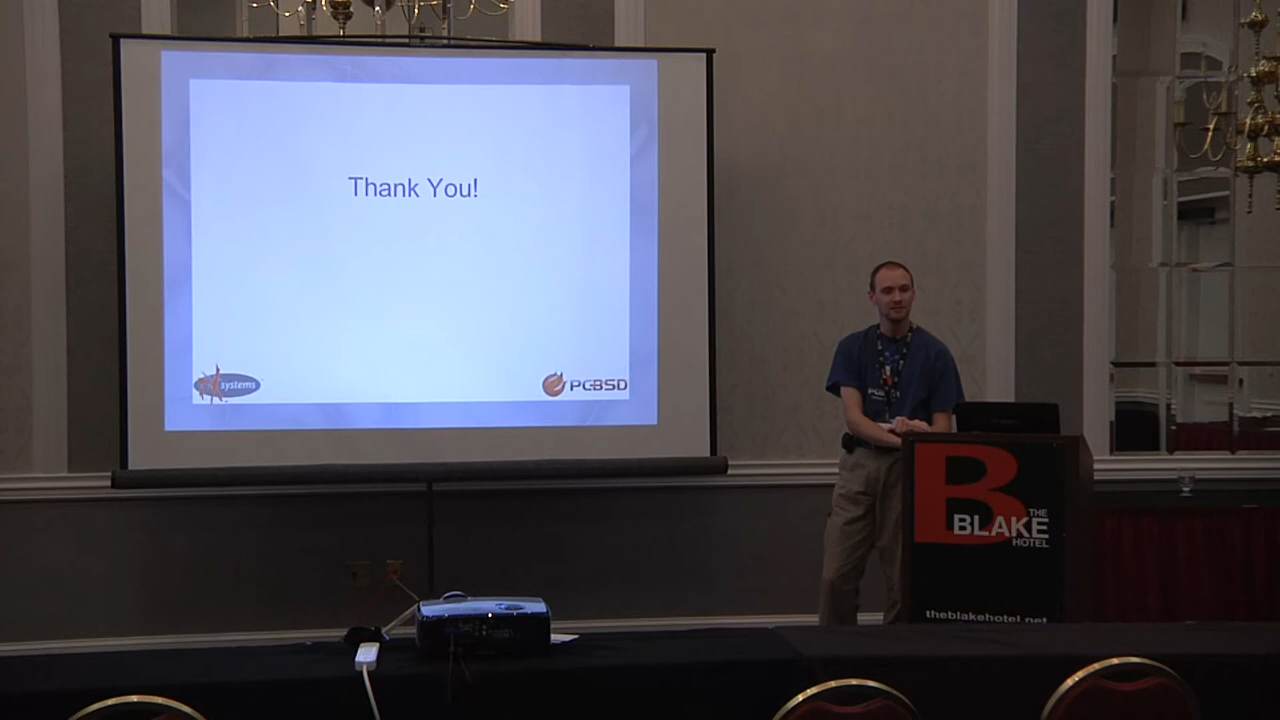 Thank You!
systems
PCBSD
B
THE
BLAKE
HOTEL
theblakehotel.net